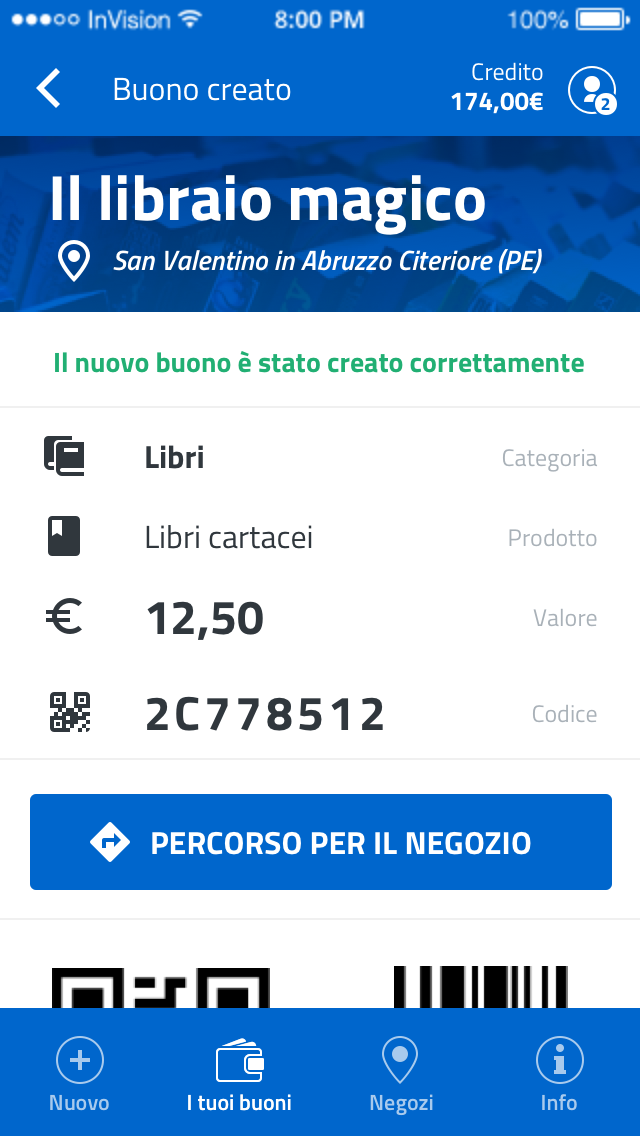 InVision 8:00 PM 100%
Buono creato
Credito
174,00€
2
Il libraio magico
San Valentino in Abruzzo Citeriore (PE)
Il nuovo buono è stato creato correttamente
Libri Categoria
Libri cartacei Prodotto
€ 12,50 Valore
2C778512 Codice
PERCORSO PER IL NEGOZIO
Nuovo I tuoi buoni Negozi Info